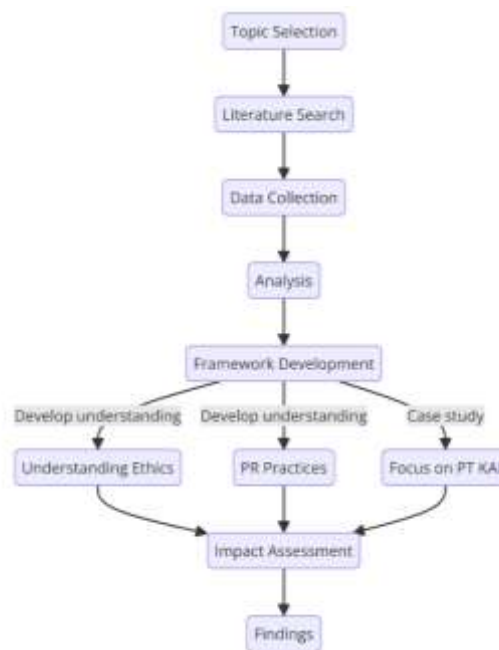 Topic Selection
Literature Search
Data Collection
Analysis
Framework Development
Develop understanding Develop understanding Case study
Understanding Ethics PR Practices Focus on PT KAI
Impact Assessment
Findings